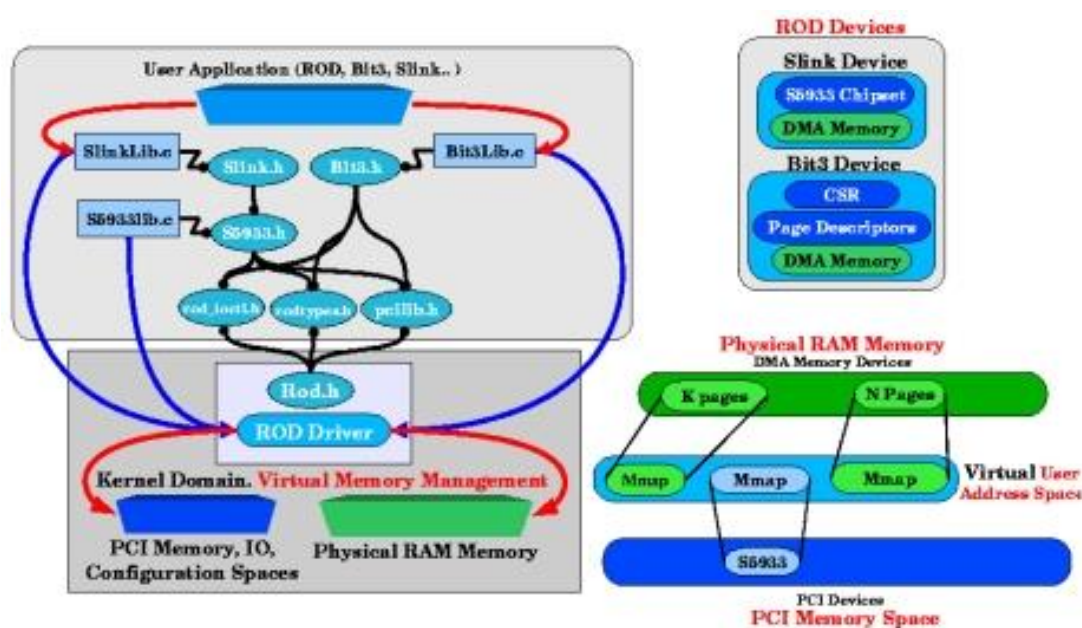 User Application (ROD, Bit3, Slink.. )
SlinkLib.c
Slink.h
Bit3.h
Bit3Lib.c
S5933lib.c
S5933.h
rod_ioctl.h
rodtypes.h
pcilib.h
Rod.h
ROD Driver
Kernel Domain. Virtual Memory Management
PCI Memory, IO,
Configuration Spaces
Physical RAM Memory
ROD Devices
Slink Device
S5933 Chipset
DMA Memory
Bit3 Device
CSR
Page Descriptors
DMA Memory
Physical RAM Memory
DMA Memory Devices
K pages
N Pages
Mmap
Mmap
Mmap
Virtual User
Address Space
S5933
PCI Devices
PCI Memory Space